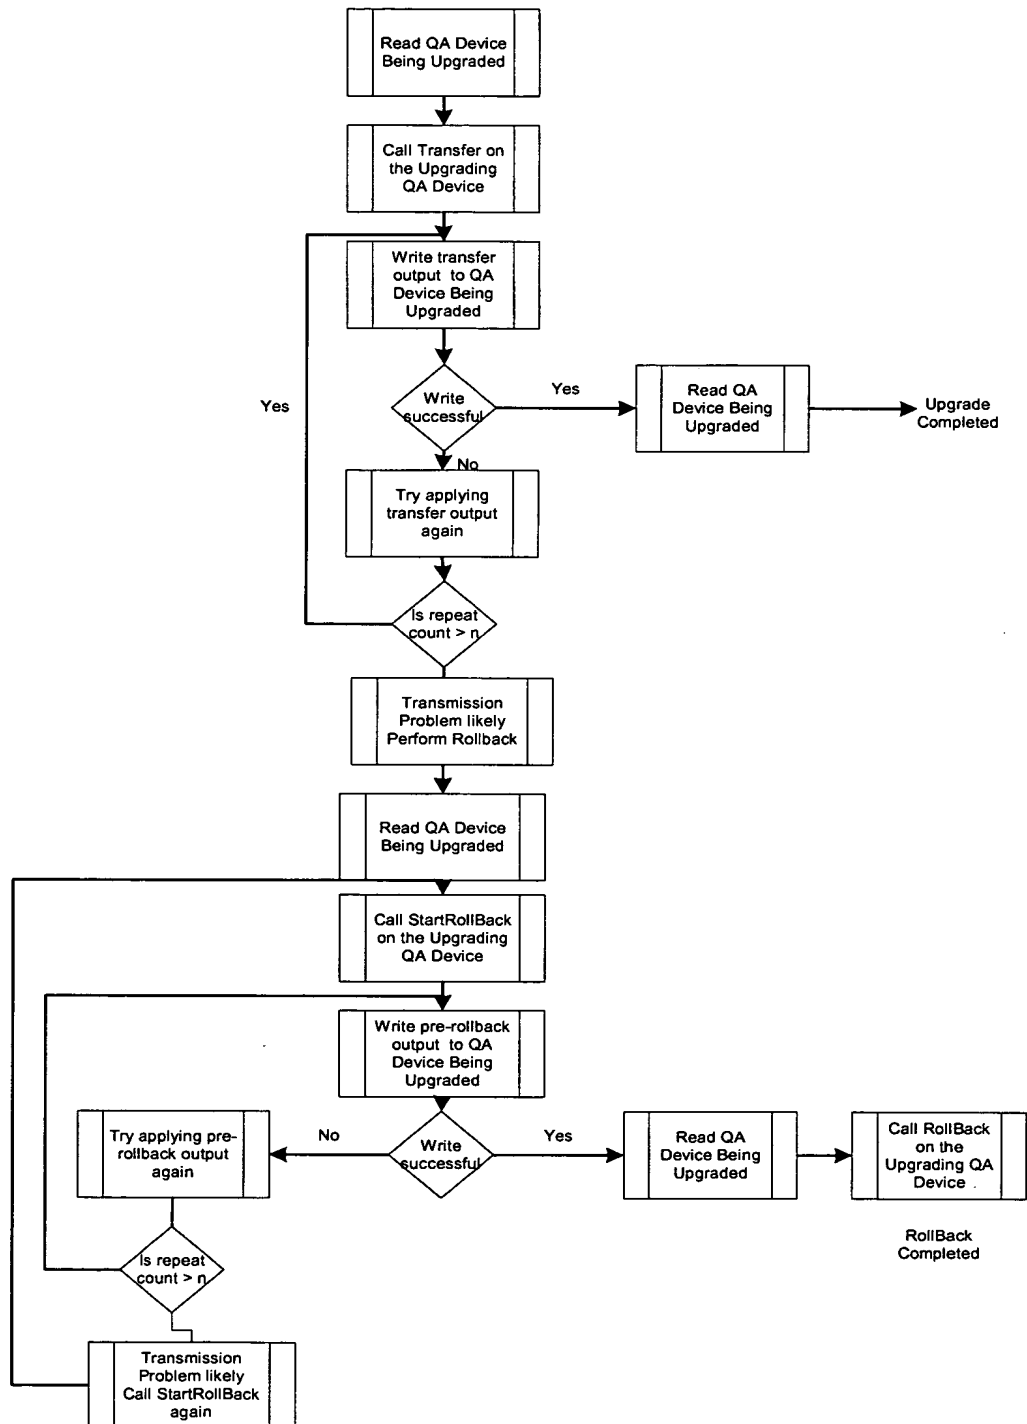 Read QA Device
Being Upgraded
Call Transfer on
the Upgrading
QA Device
Write transfer
output to QA
Device Being
Upgraded
Yes
Write
successful
Yes
Read QA
Device Being
Upgraded
Upgrade
Completed
No
Try applying
transfer output
again
Is repeat
count > n
Transmission
Problem likely
Perform Rollback
Read QA Device
Being Upgraded
Call StartRollBack
on the Upgrading
QA Device
Write pre-rollback
output to QA
Device Being
Upgraded
Try applying pre-
rollback output
again
No
Write
successful
Yes
Read QA
Device Being
Upgraded
Call RollBack
on the
Upgrading QA
Device
RollBack
Completed
Is repeat
count > n
Transmission
Problem likely
Call StartRollBack
again